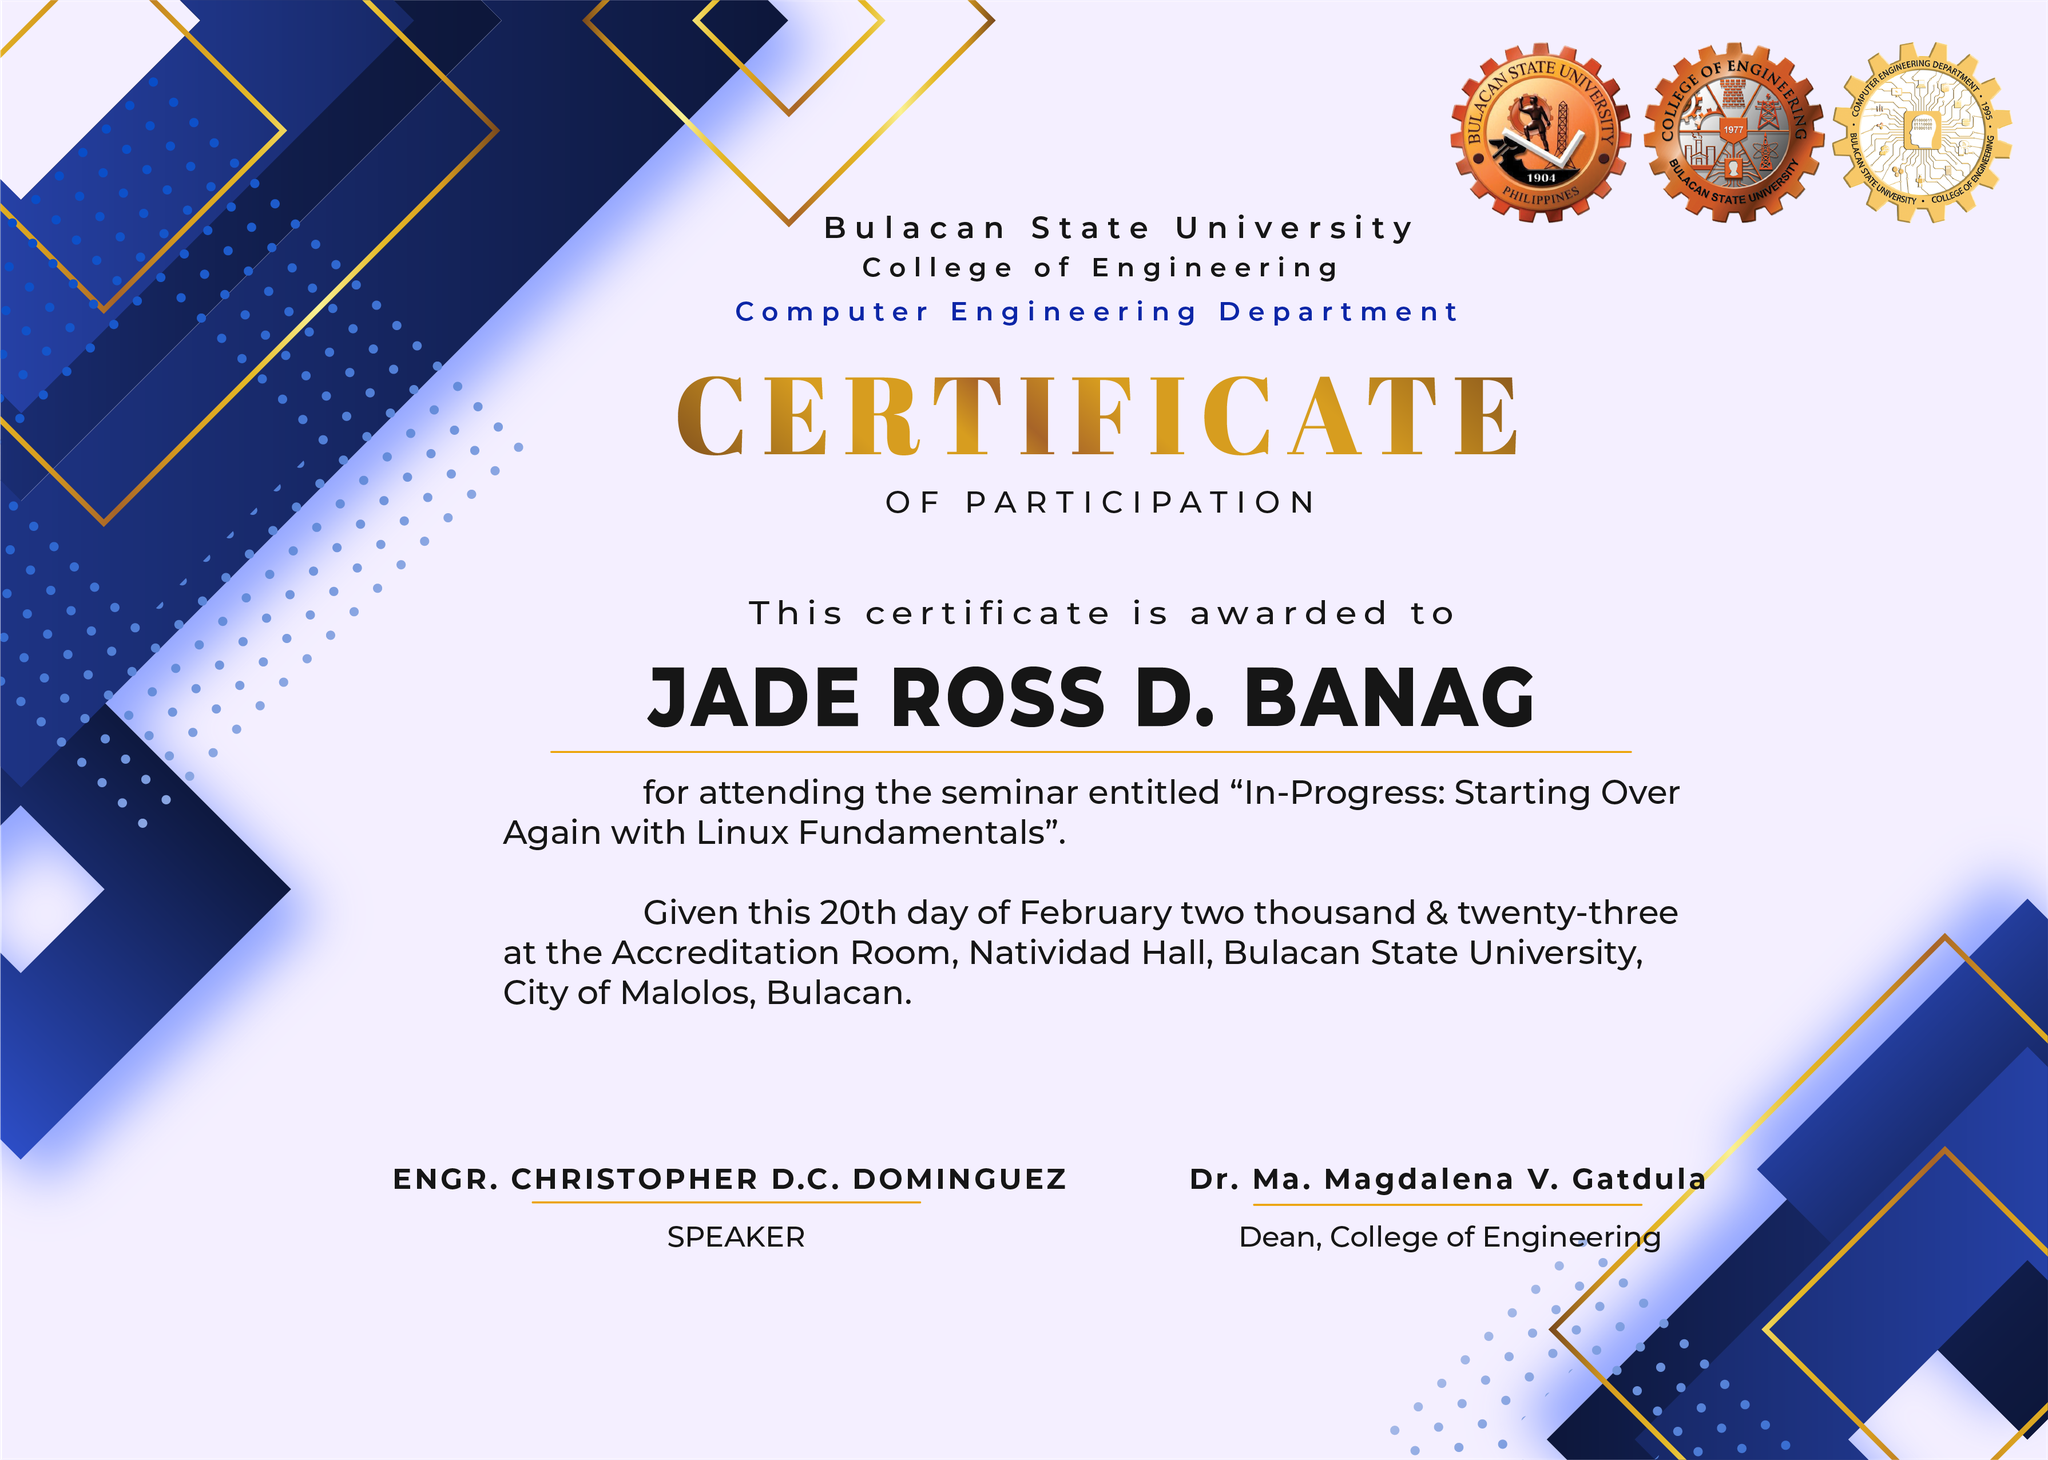 BULACAN STATE UNIVERSITY
1904
PHILIPPINES
COLLEGE OF ENGINEERING
1977
BULACAN STATE UNIVERSITY
COMPUTER ENGINEERING DEPARTMENT • 1995 •
BULACAN STATE UNIVERSITY • COLLEGE OF ENGINEERING
Bulacan State University
College of Engineering
Computer Engineering Department
CERTIFICATE
OF PARTICIPATION
This certificate is awarded to
JADE ROSS D. BANAG
for attending the seminar entitled “In-Progress: Starting Over
Again with Linux Fundamentals”.
Given this 20th day of February two thousand & twenty-three
at the Accreditation Room, Natividad Hall, Bulacan State University,
City of Malolos, Bulacan.
ENGR. CHRISTOPHER D.C. DOMINGUEZ
SPEAKER
Dr. Ma. Magdalena V. Gatdula
Dean, College of Engineering